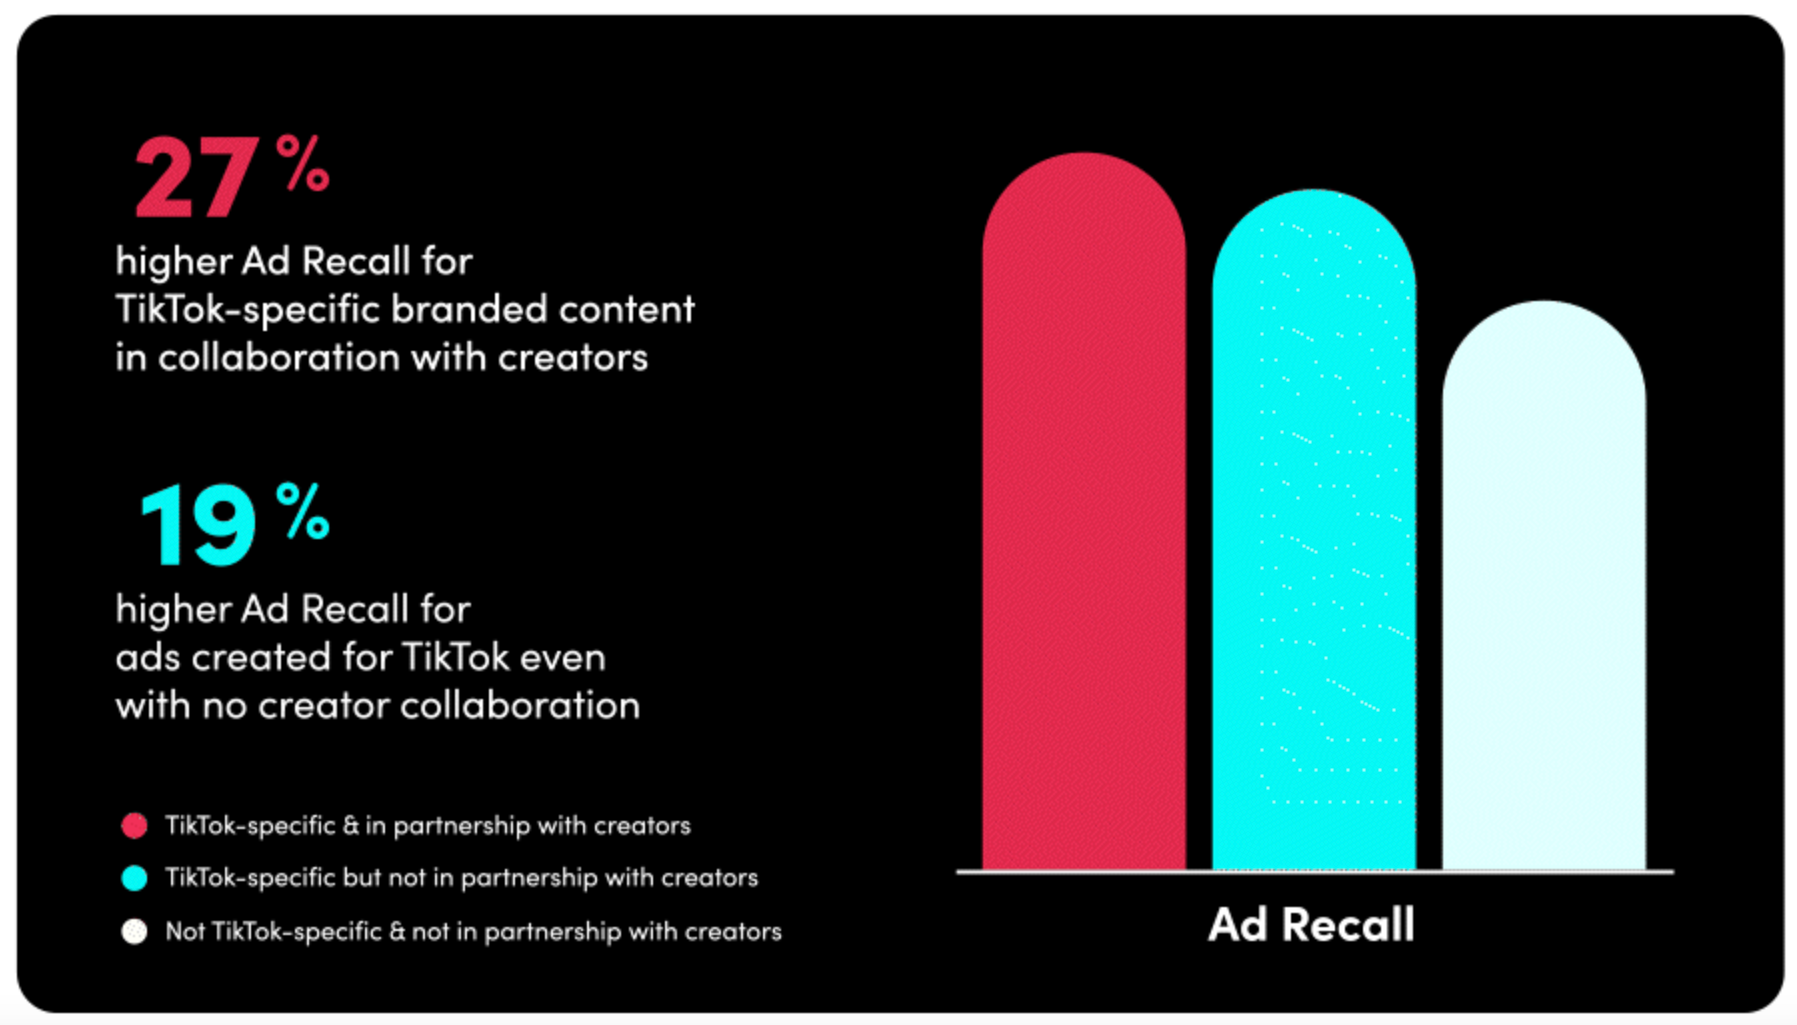 27%
higher Ad Recall for
TikTok-specific branded content
in collaboration with creators
19%
higher Ad Recall for
ads created for TikTok even
with no creator collaboration
TikTok-specific & in partnership with creators
TikTok-specific but not in partnership with creators
Not TikTok-specific & not in partnership with creators
Ad Recall